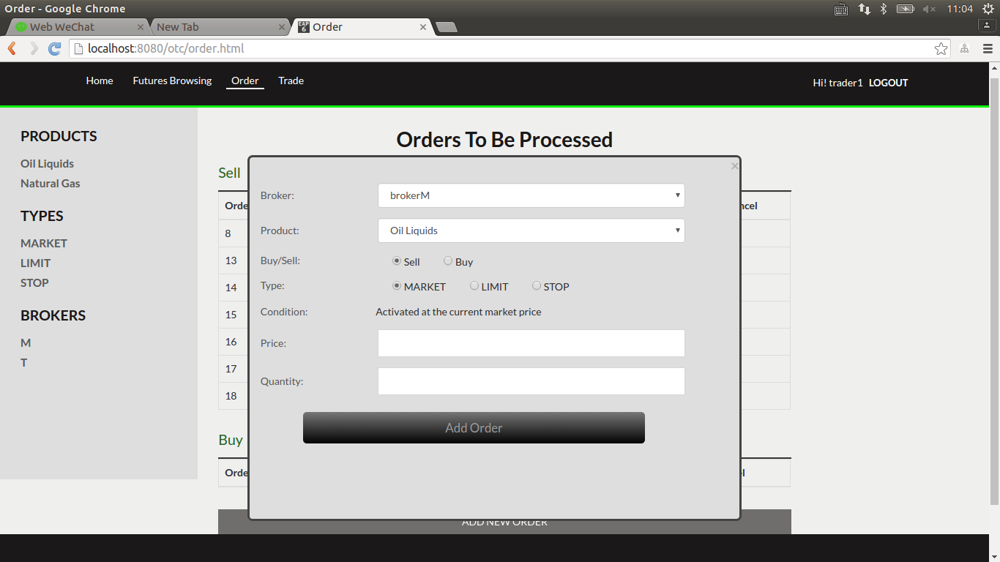 Order - Google Chrome
11:04
Web WeChat
New Tab
EAP 6
Order
localhost:8080/otc/order.html
Home
Futures Browsing
Order
Trade
Hi! trader1 LOGOUT
PRODUCTS
Oil Liquids
Natural Gas
TYPES
MARKET
LIMIT
STOP
BROKERS
M
T
Orders To Be Processed
Sell
Orde
ncel
8
13
14
15
16
17
18
Buy
Orde
l
×
Broker:
brokerM
Product:
Oil Liquids
Buy/Sell:
Sell
Buy
Type:
MARKET
LIMIT
STOP
Condition:
Activated at the current market price
Price:
Quantity:
Add Order
ADD NEW ORDER